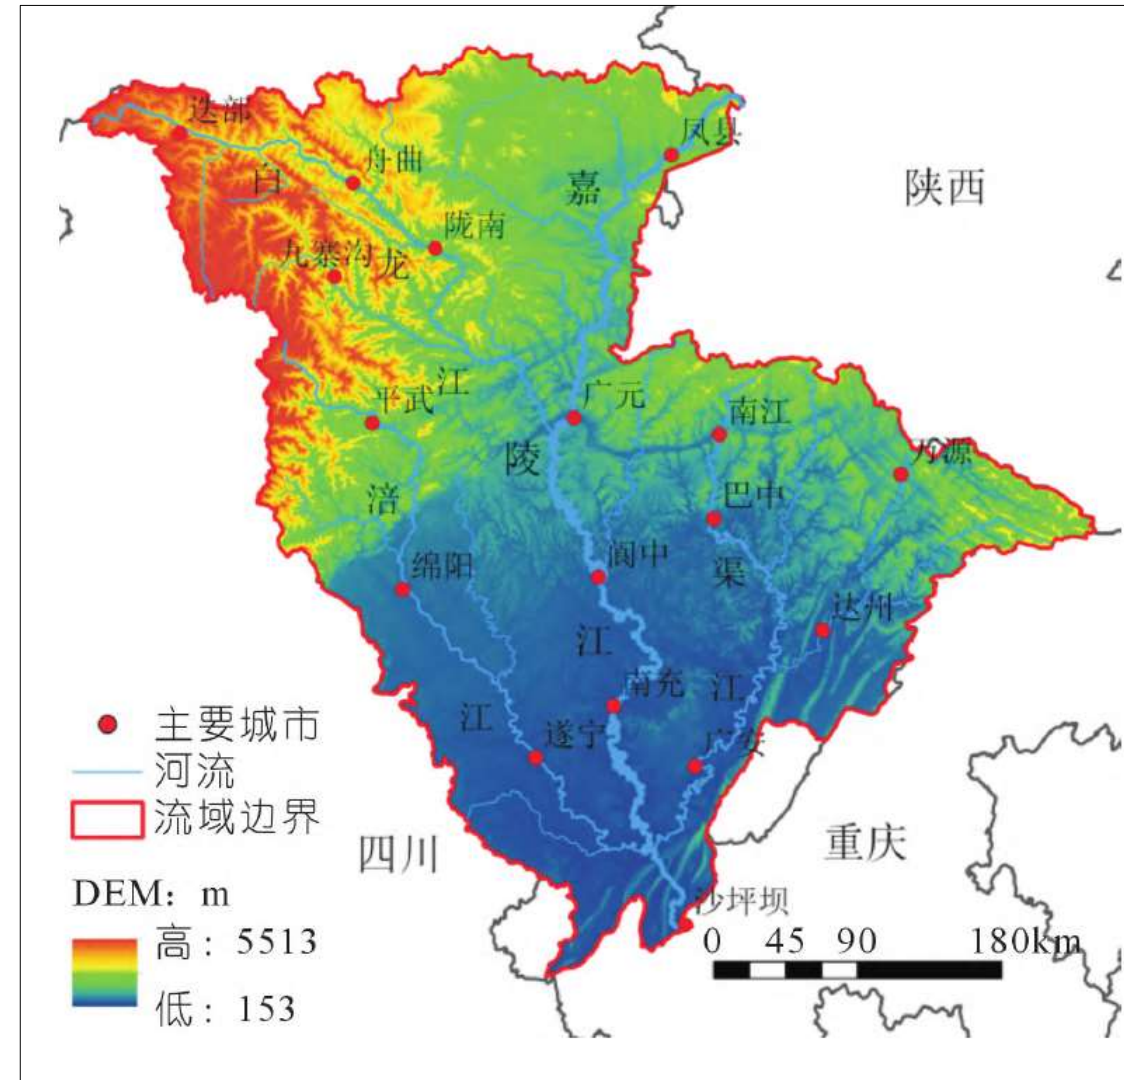 迭部
凤县
舟曲
白
嘉
陕西
陇南
九寨沟
龙
江
平武
广元
南江
陵
万源
涪
巴中
绵阳
阆中
渠
达州
江
南充
江
江
遂宁
广安
主要城市
河流
流域边界
四川
重庆
DEM: m
高: 5513
低: 153
沙坪坝
0 45 90 180km